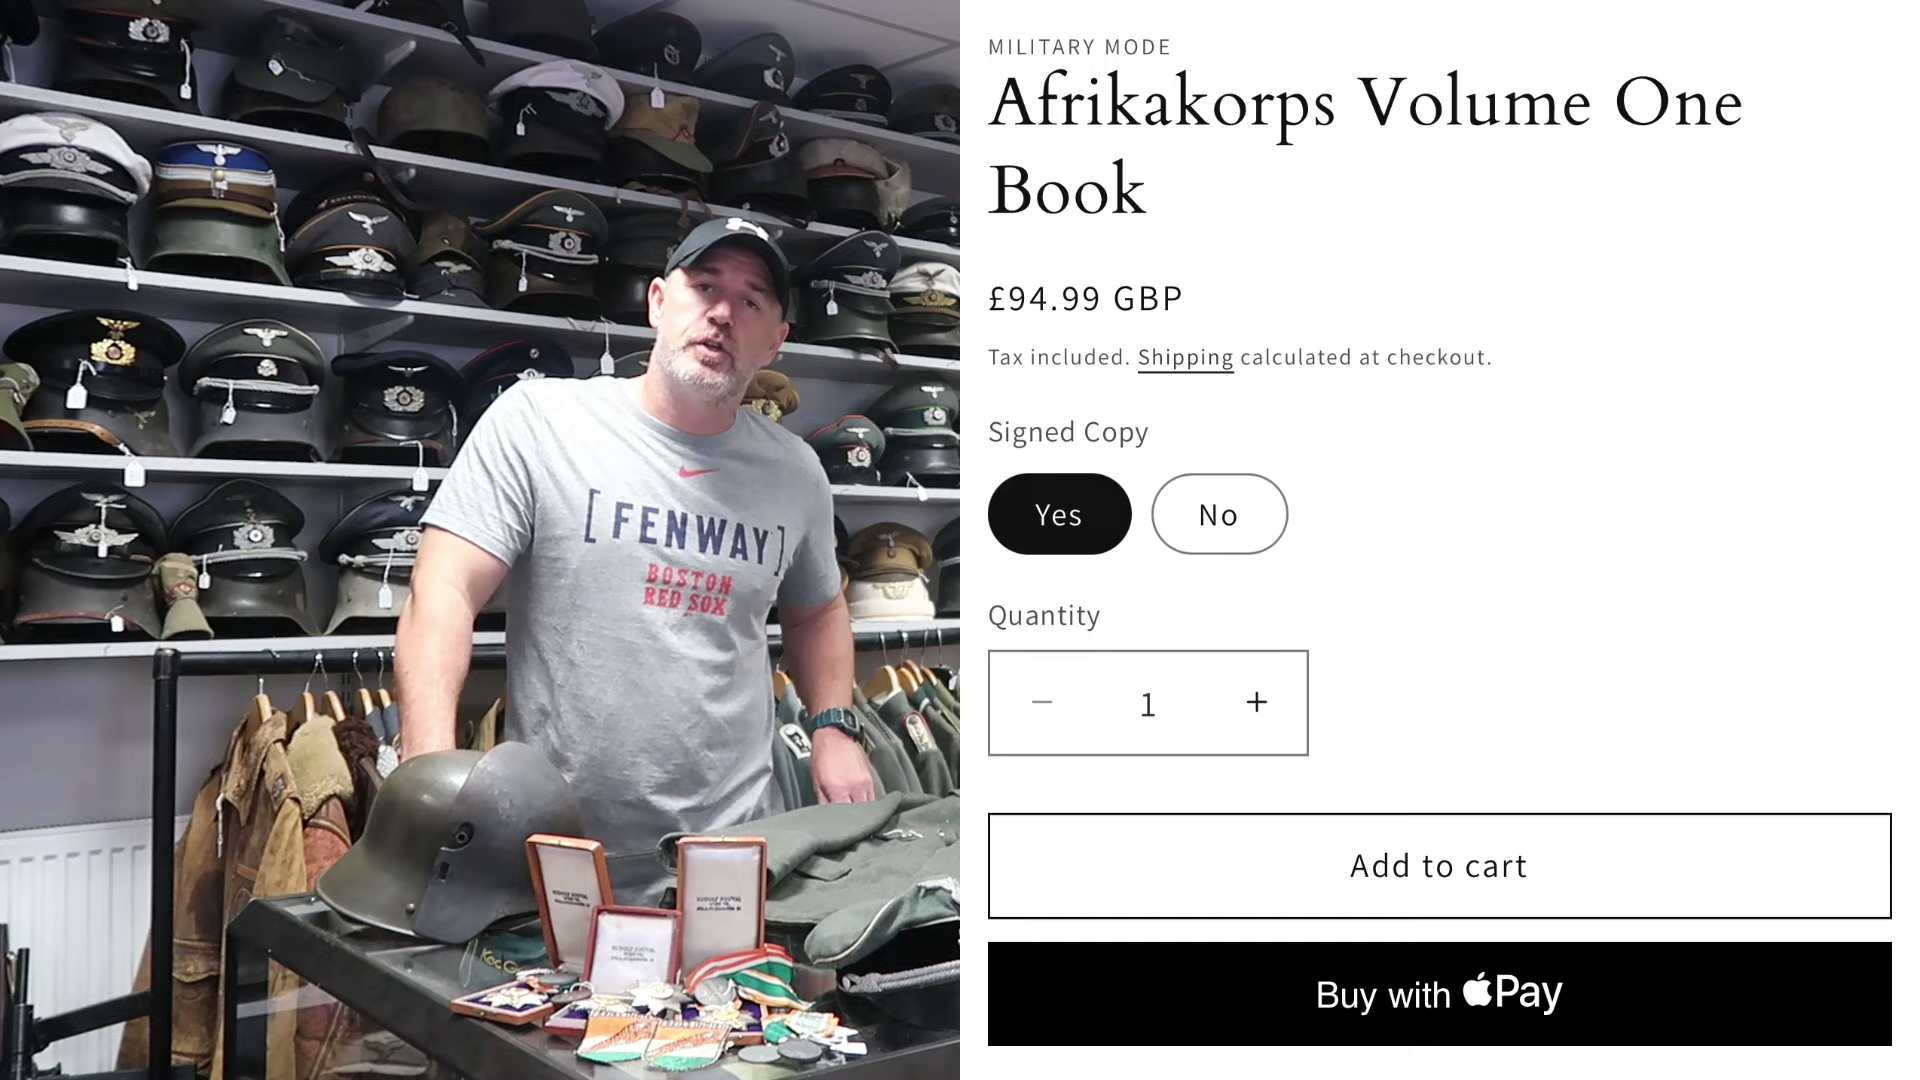 [FENWAY]
BOSTON
RED SOX
MILITARY MODE
Afrikakorps Volume One
Book
£94.99 GBP
Tax included. Shipping calculated at checkout.
Signed Copy
Yes
No
Quantity
− 1 +
Add to cart
Buy with Pay